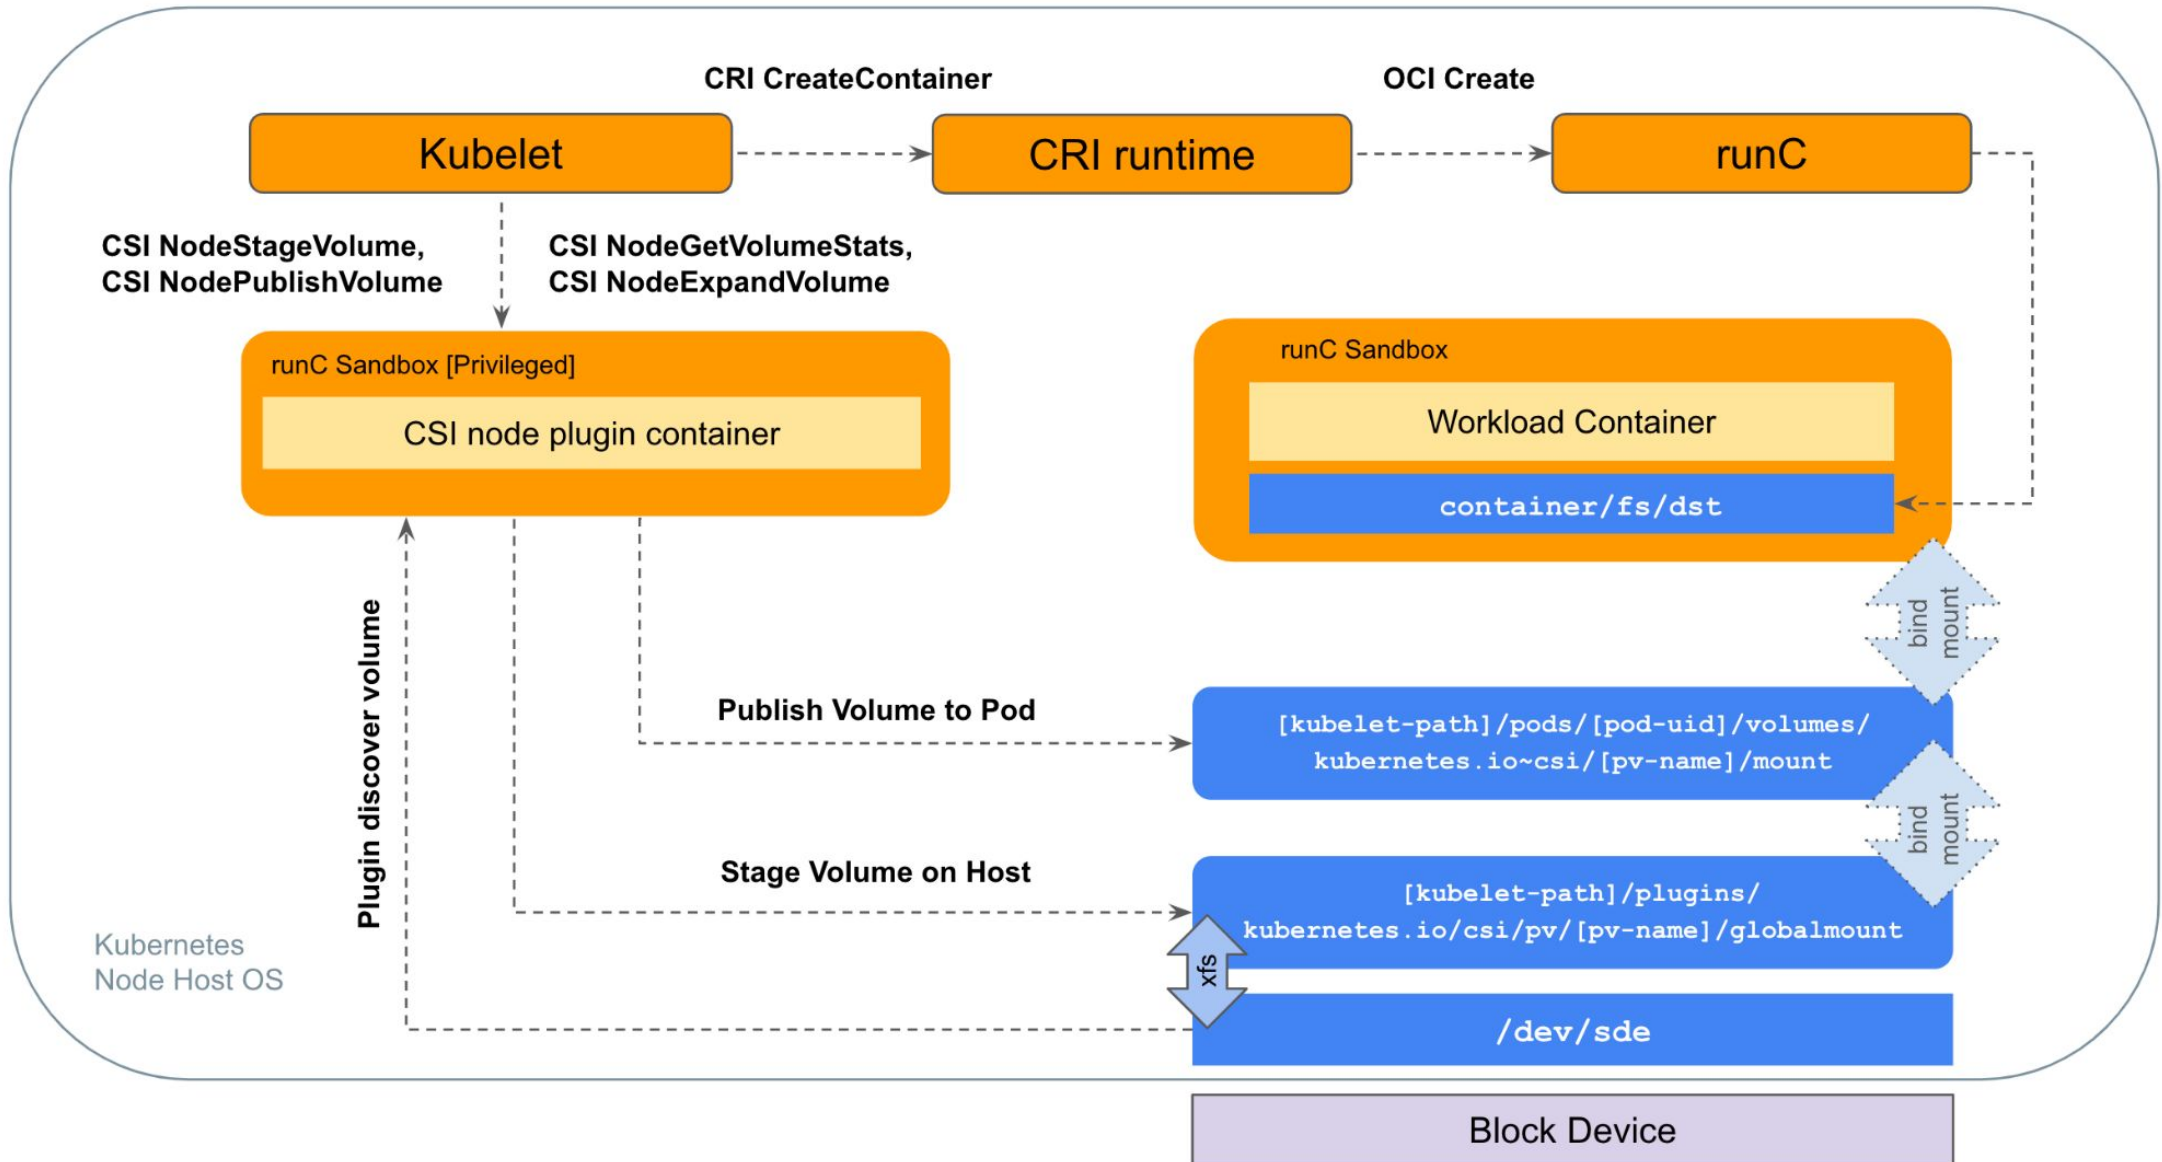 CRI CreateContainer
OCI Create
Kubelet
CRI runtime
runC
CSI NodeStageVolume,
CSI NodePublishVolume
CSI NodeGetVolumeStats,
CSI NodeExpandVolume
runC Sandbox [Privileged]
CSI node plugin container
runC Sandbox
Workload Container
container/fs/dst
bind
mount
Plugin discover volume
Publish Volume to Pod
[kubelet-path]/pods/[pod-uid]/volumes/
kubernetes.io~csi/[pv-name]/mount
bind
mount
Stage Volume on Host
[kubelet-path]/plugins/
kubernetes.io/csi/pv/[pv-name]/globalmount
xfs
Kubernetes
Node Host OS
/dev/sde
Block Device